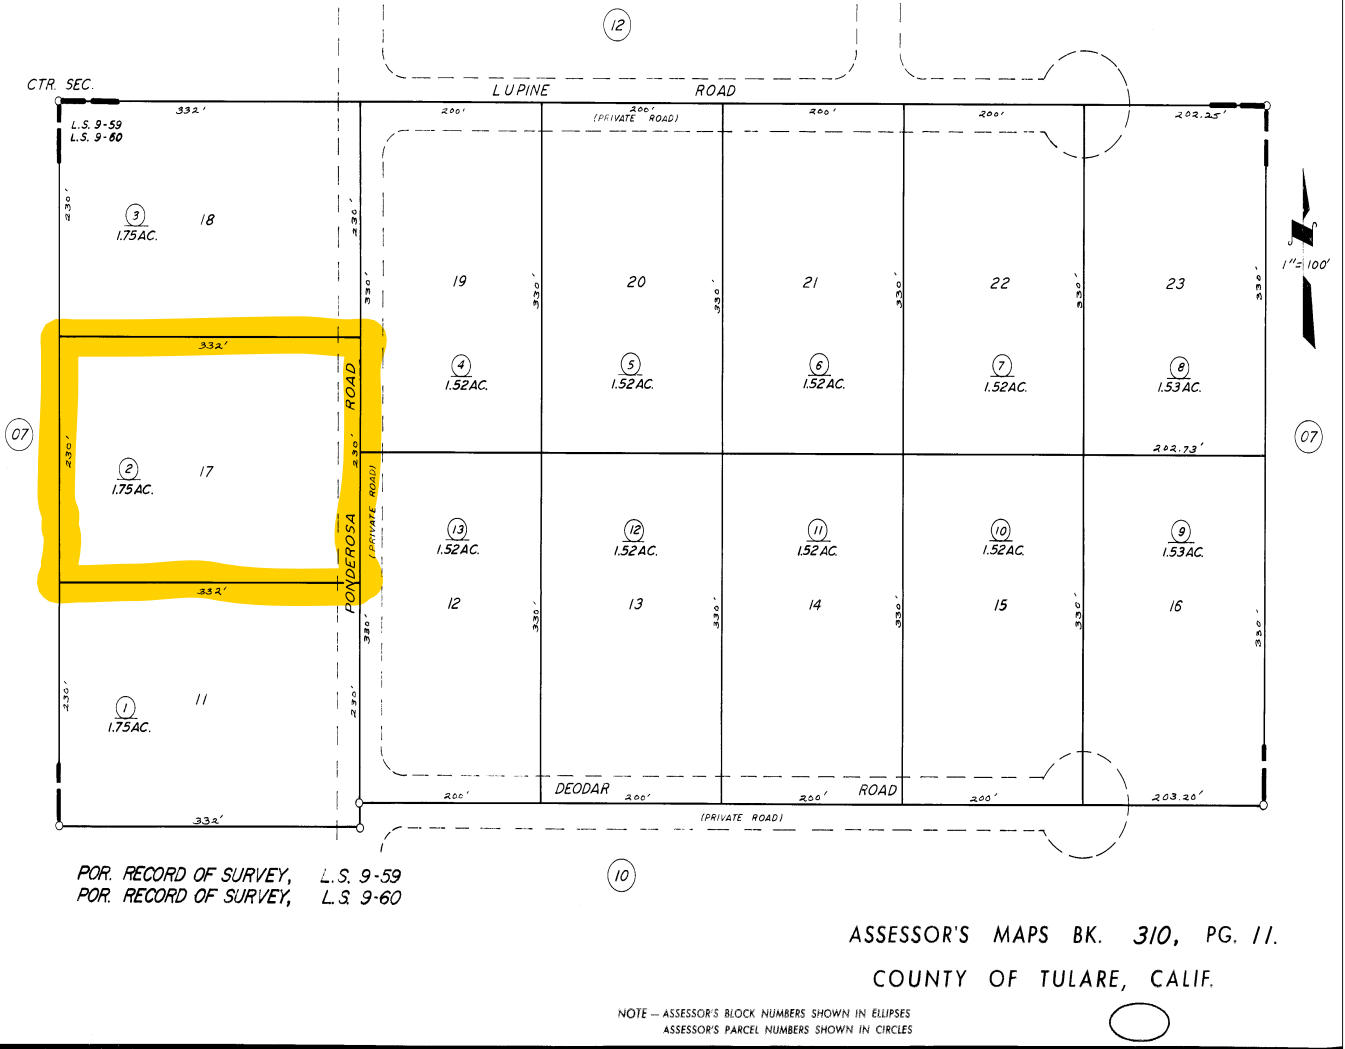 12
CTR. SEC.
LUPINE ROAD
332' 200' 200' 200' 200' 202.25'
(PRIVATE ROAD)
L.S. 9-59
L.S. 9-60
230' 230'
3 18
1.75AC.
1"=100'
330' 330' 330' 330' 330' 330'
19 20 21 22 23
332'
4 5 6 7 8
1.52AC. 1.52AC. 1.52AC. 1.52AC. 1.53AC.
PONDEROSA ROAD
(PRIVATE ROAD)
07 07
230' 230'
202.73'
2 17
1.75AC.
13 12 11 10 9
1.52AC. 1.52AC. 1.52AC. 1.52AC. 1.53AC.
332'
12 13 14 15 16
330' 330' 330' 330' 330' 330'
230' 230'
1 11
1.75AC.
DEODAR ROAD
200' 200' 200' 200' 203.20'
332'
(PRIVATE ROAD)
POR. RECORD OF SURVEY, L.S. 9-59
POR. RECORD OF SURVEY, L.S. 9-60
10
ASSESSOR'S MAPS BK. 310, PG. 11.
COUNTY OF TULARE, CALIF.
NOTE — ASSESSOR'S BLOCK NUMBERS SHOWN IN ELLIPSES
ASSESSOR'S PARCEL NUMBERS SHOWN IN CIRCLES